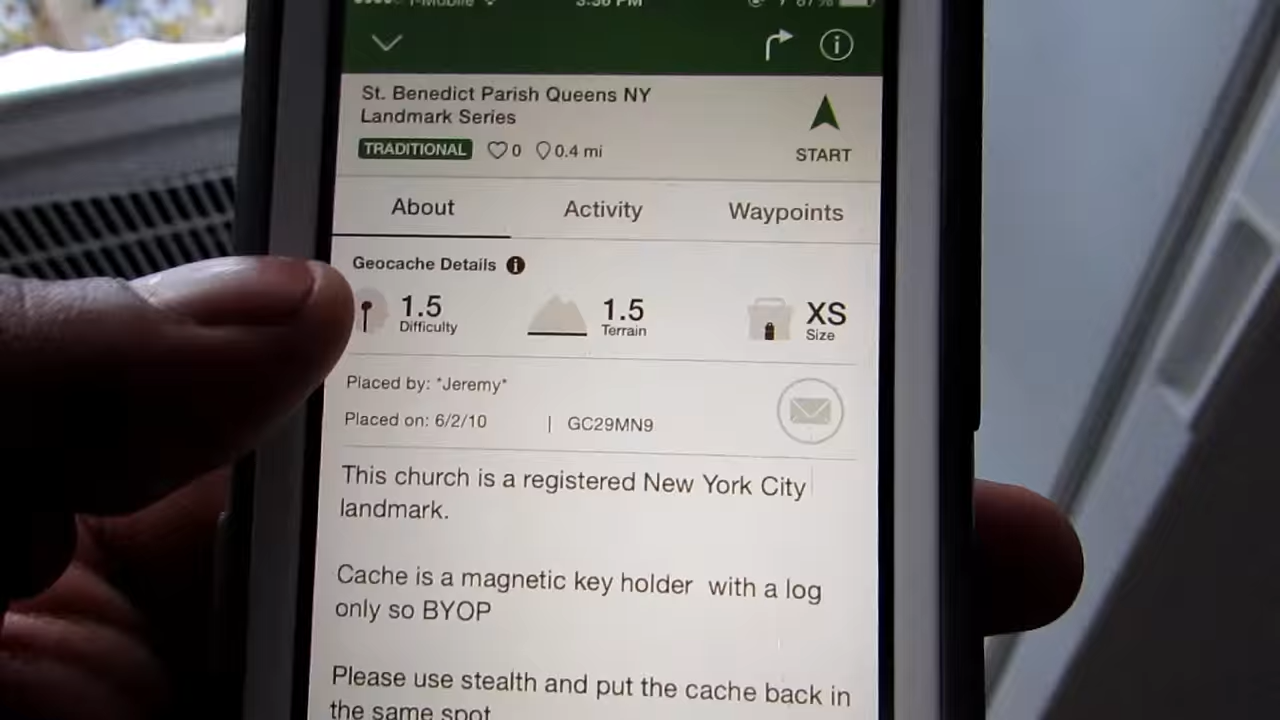 T-Mobile
3:36 PM
87%
St. Benedict Parish Queens NY
Landmark Series
TRADITIONAL
0
0.4 mi
START
About
Activity
Waypoints
Geocache Details
1.5
Difficulty
1.5
Terrain
XS
Size
Placed by: *Jeremy*
Placed on: 6/2/10 | GC29MN9
This church is a registered New York City
landmark.
Cache is a magnetic key holder with a log
only so BYOP
Please use stealth and put the cache back in
the same spot